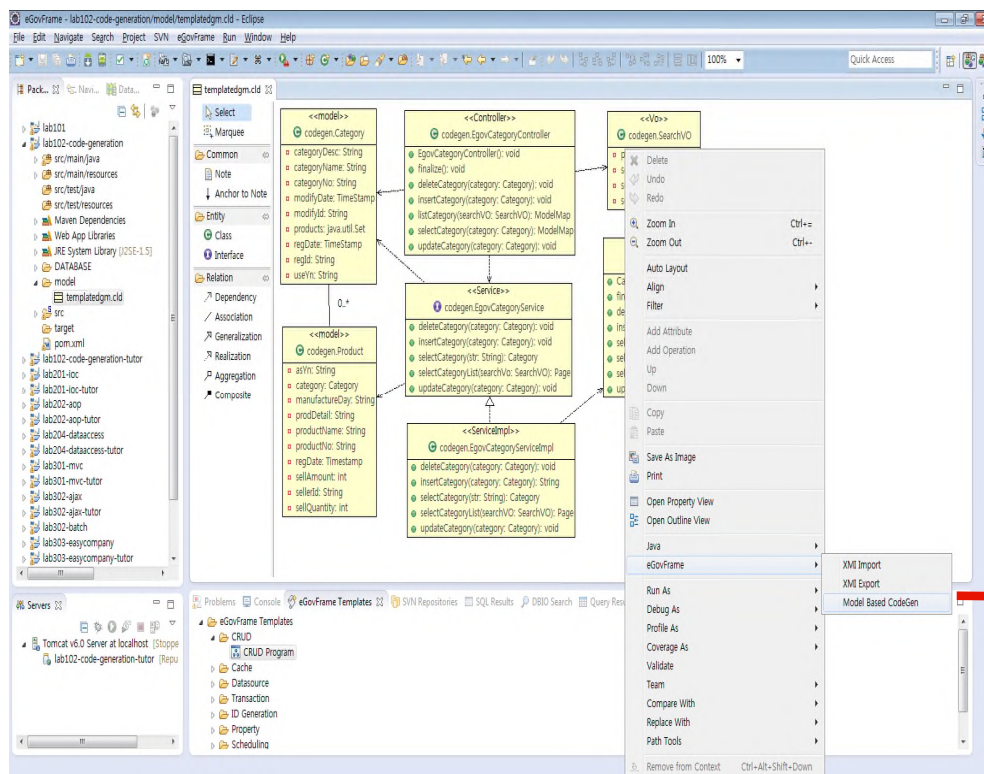 eGovFrame - lab102-code-generation/model/templatedgm.cld - Eclipse
File Edit Navigate Search Project SVN eGovFrame Run Window Help
100%
Quick Access
Pack...
Navi...
Data...
lab101
lab102-code-generation
src/main/java
src/main/resources
src/test/java
src/test/resources
Maven Dependencies
Web App Libraries
JRE System Library [J2SE-1.5]
DATABASE
model
templatedgm.cld
src
target
pom.xml
lab102-code-generation-tutor
lab201-ioc
lab201-ioc-tutor
lab202-aop
lab202-aop-tutor
lab204-dataaccess
lab204-dataaccess-tutor
lab301-mvc
lab301-mvc-tutor
lab302-ajax
lab302-ajax-tutor
lab302-batch
lab303-easycompany
lab303-easycompany-tutor
Servers
Tomcat v6.0 Server at localhost [Stoppe
lab102-code-generation-tutor [Repu
templatedgm.cld
Select
Marquee
Common
Note
Anchor to Note
Entity
Class
Interface
Relation
Dependency
Association
Generalization
Realization
Aggregation
Composite
<<model>>
codegen.Category
categoryDesc: String
categoryName: String
categoryNo: String
modifyDate: TimeStamp
modifyId: String
products: java.util.Set
regDate: TimeStamp
regId: String
useYn: String
0..*
<<model>>
codegen.Product
asYn: String
category: Category
manufactureDay: String
prodDetail: String
productName: String
productNo: String
regDate: Timestamp
sellAmount: int
sellerId: String
sellQuantity: int
<<Controller>>
codegen.EgovCategoryController
EgovCategoryController(): void
finalize(): void
deleteCategory(category: Category): void
insertCategory(category: Category): void
listCategory(searchVO: SearchVO): ModelMap
selectCategory(category: Category): ModelMap
updateCategory(category: Category): void
<<Service>>
codegen.EgovCategoryService
deleteCategory(category: Category): void
insertCategory(category: Category): void
selectCategory(str: String): Category
selectCategoryList(searchVo: SearchVO): Page
updateCategory(category: Category): void
<<ServiceImpl>>
codegen.EgovCategoryServiceImpl
deleteCategory(category: Category): void
insertCategory(category: Category): String
selectCategory(str: String): Category
selectCategoryList(searchVO: SearchVO): Page
updateCategory(category: Category): void
<<Vo>>
codegen.SearchVO
p
s
s
s
Ca
fin
de
ins
sel
sel
sel
up
Delete
Undo
Redo
Zoom In Ctrl+=
Zoom Out Ctrl+-
Auto Layout
Align
Filter
Add Attribute
Add Operation
Up
Down
Copy
Paste
Save As Image
Print
Open Property View
Open Outline View
Java
eGovFrame
Run As
Debug As
Profile As
Coverage As
Validate
Team
Compare With
Replace With
Path Tools
Remove from Context Ctrl+Alt+Shift+Down
XMI Import
XMI Export
Model Based CodeGen
Problems
Console
eGovFrame Templates
SVN Repositories
SQL Results
DBIO Search
Query Resu
eGovFrame Templates
CRUD
CRUD Program
Cache
Datasource
Transaction
ID Generation
Property
Scheduling